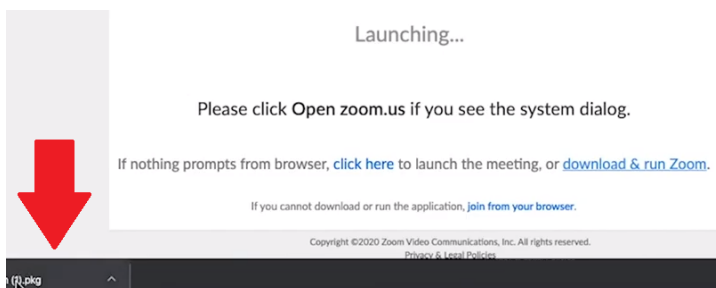 Launching...
Please click Open zoom.us if you see the system dialog.
If nothing prompts from browser, click here to launch the meeting, or download & run Zoom.
If you cannot download or run the application, join from your browser.
Copyright ©2020 Zoom Video Communications, Inc. All rights reserved.
Privacy & Legal Policies
(1).pkg